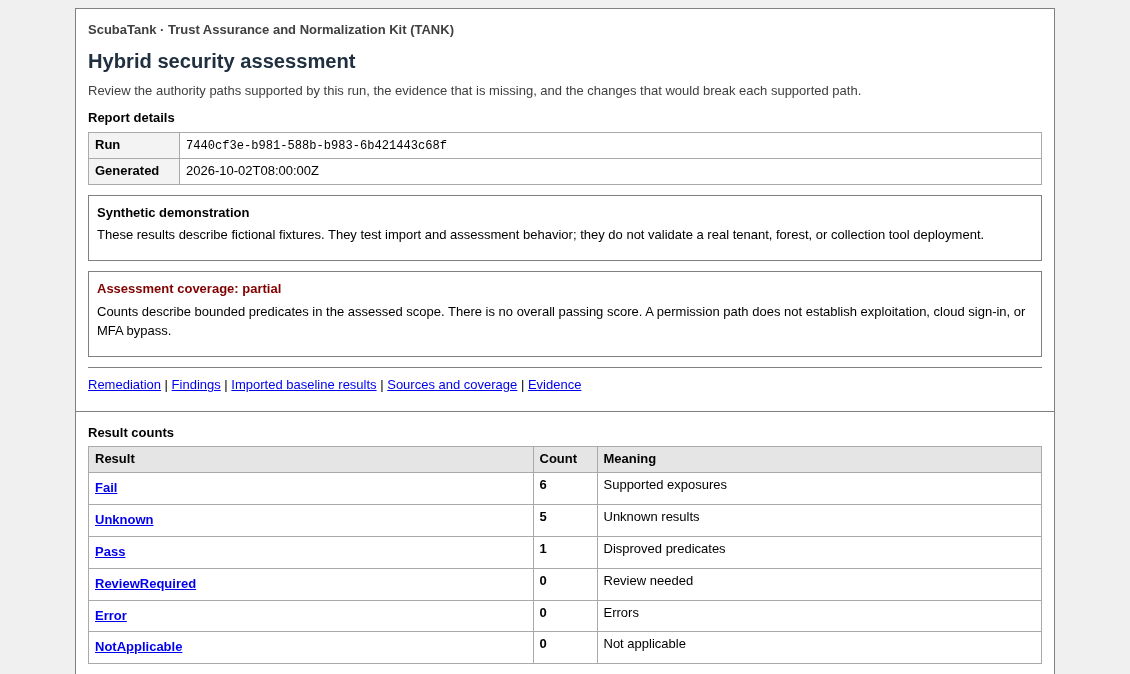 ScubaTank · Trust Assurance and Normalization Kit (TANK)
Hybrid security assessment
Review the authority paths supported by this run, the evidence that is missing, and the changes that would break each supported path.
Report details
Run 7440cf3e-b981-588b-b983-6b421443c68f
Generated 2026-10-02T08:00:00Z
Synthetic demonstration
These results describe fictional fixtures. They test import and assessment behavior; they do not validate a real tenant, forest, or collection tool deployment.
Assessment coverage: partial
Counts describe bounded predicates in the assessed scope. There is no overall passing score. A permission path does not establish exploitation, cloud sign-in, or
MFA bypass.
Remediation | Findings | Imported baseline results | Sources and coverage | Evidence
Result counts
Result Count Meaning
Fail 6 Supported exposures
Unknown 5 Unknown results
Pass 1 Disproved predicates
ReviewRequired 0 Review needed
Error 0 Errors
NotApplicable 0 Not applicable